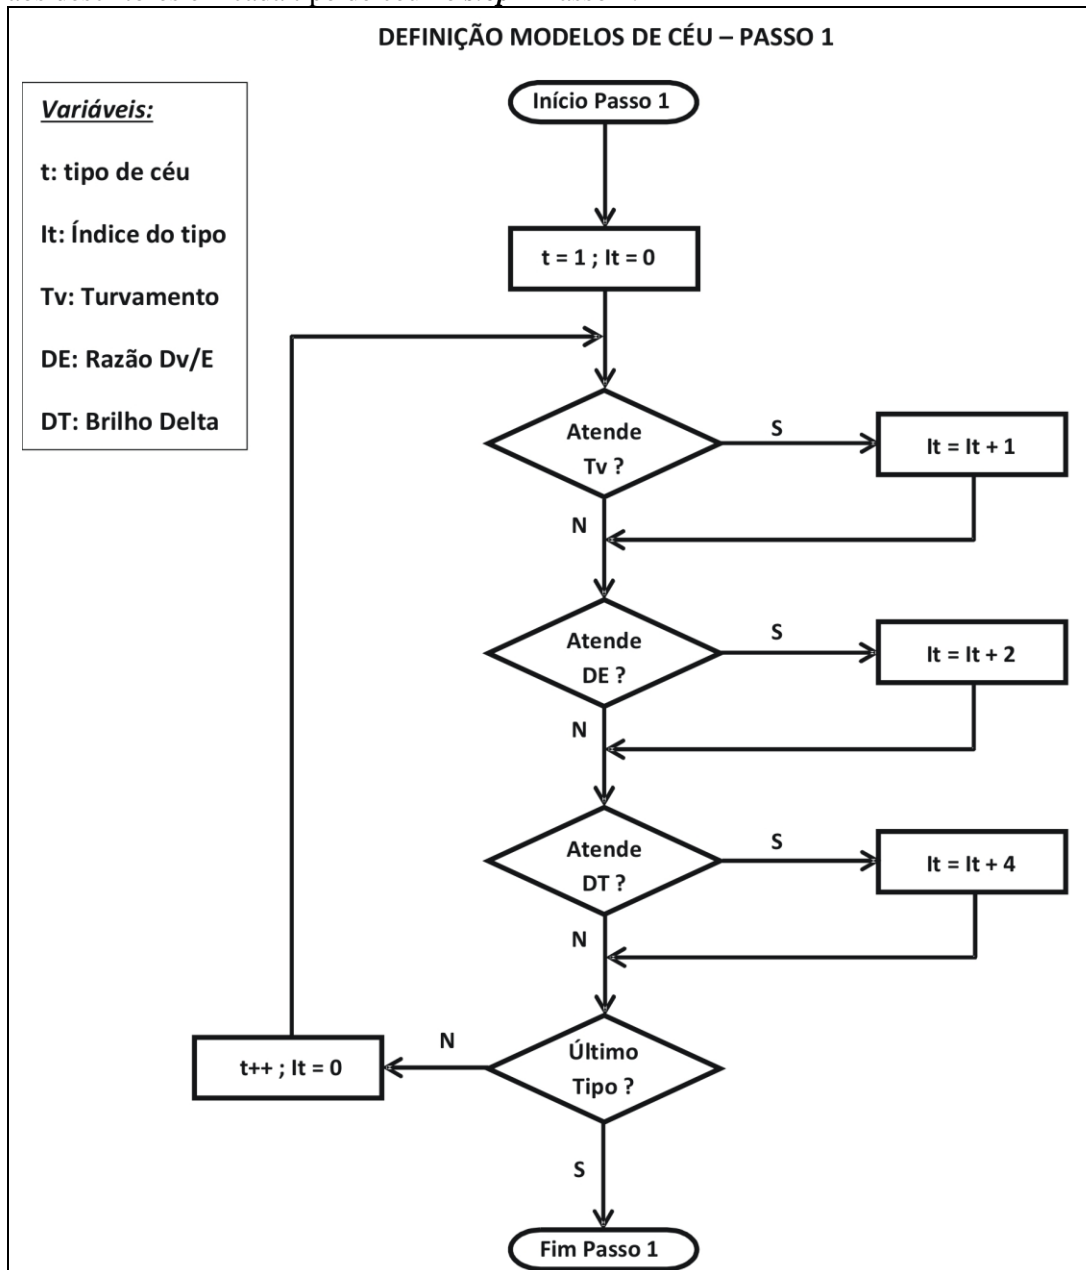 DEFINIÇÃO MODELOS DE CÉU – PASSO 1
Variáveis:
t: tipo de céu
It: Índice do tipo
Tv: Turvamento
DE: Razão Dv/E
DT: Brilho Delta
Início Passo 1
t = 1 ; It = 0
Atende
Tv ?
S
It = It + 1
N
Atende
DE ?
S
It = It + 2
N
Atende
DT ?
S
It = It + 4
N
Último
Tipo ?
N
t++ ; It = 0
S
Fim Passo 1